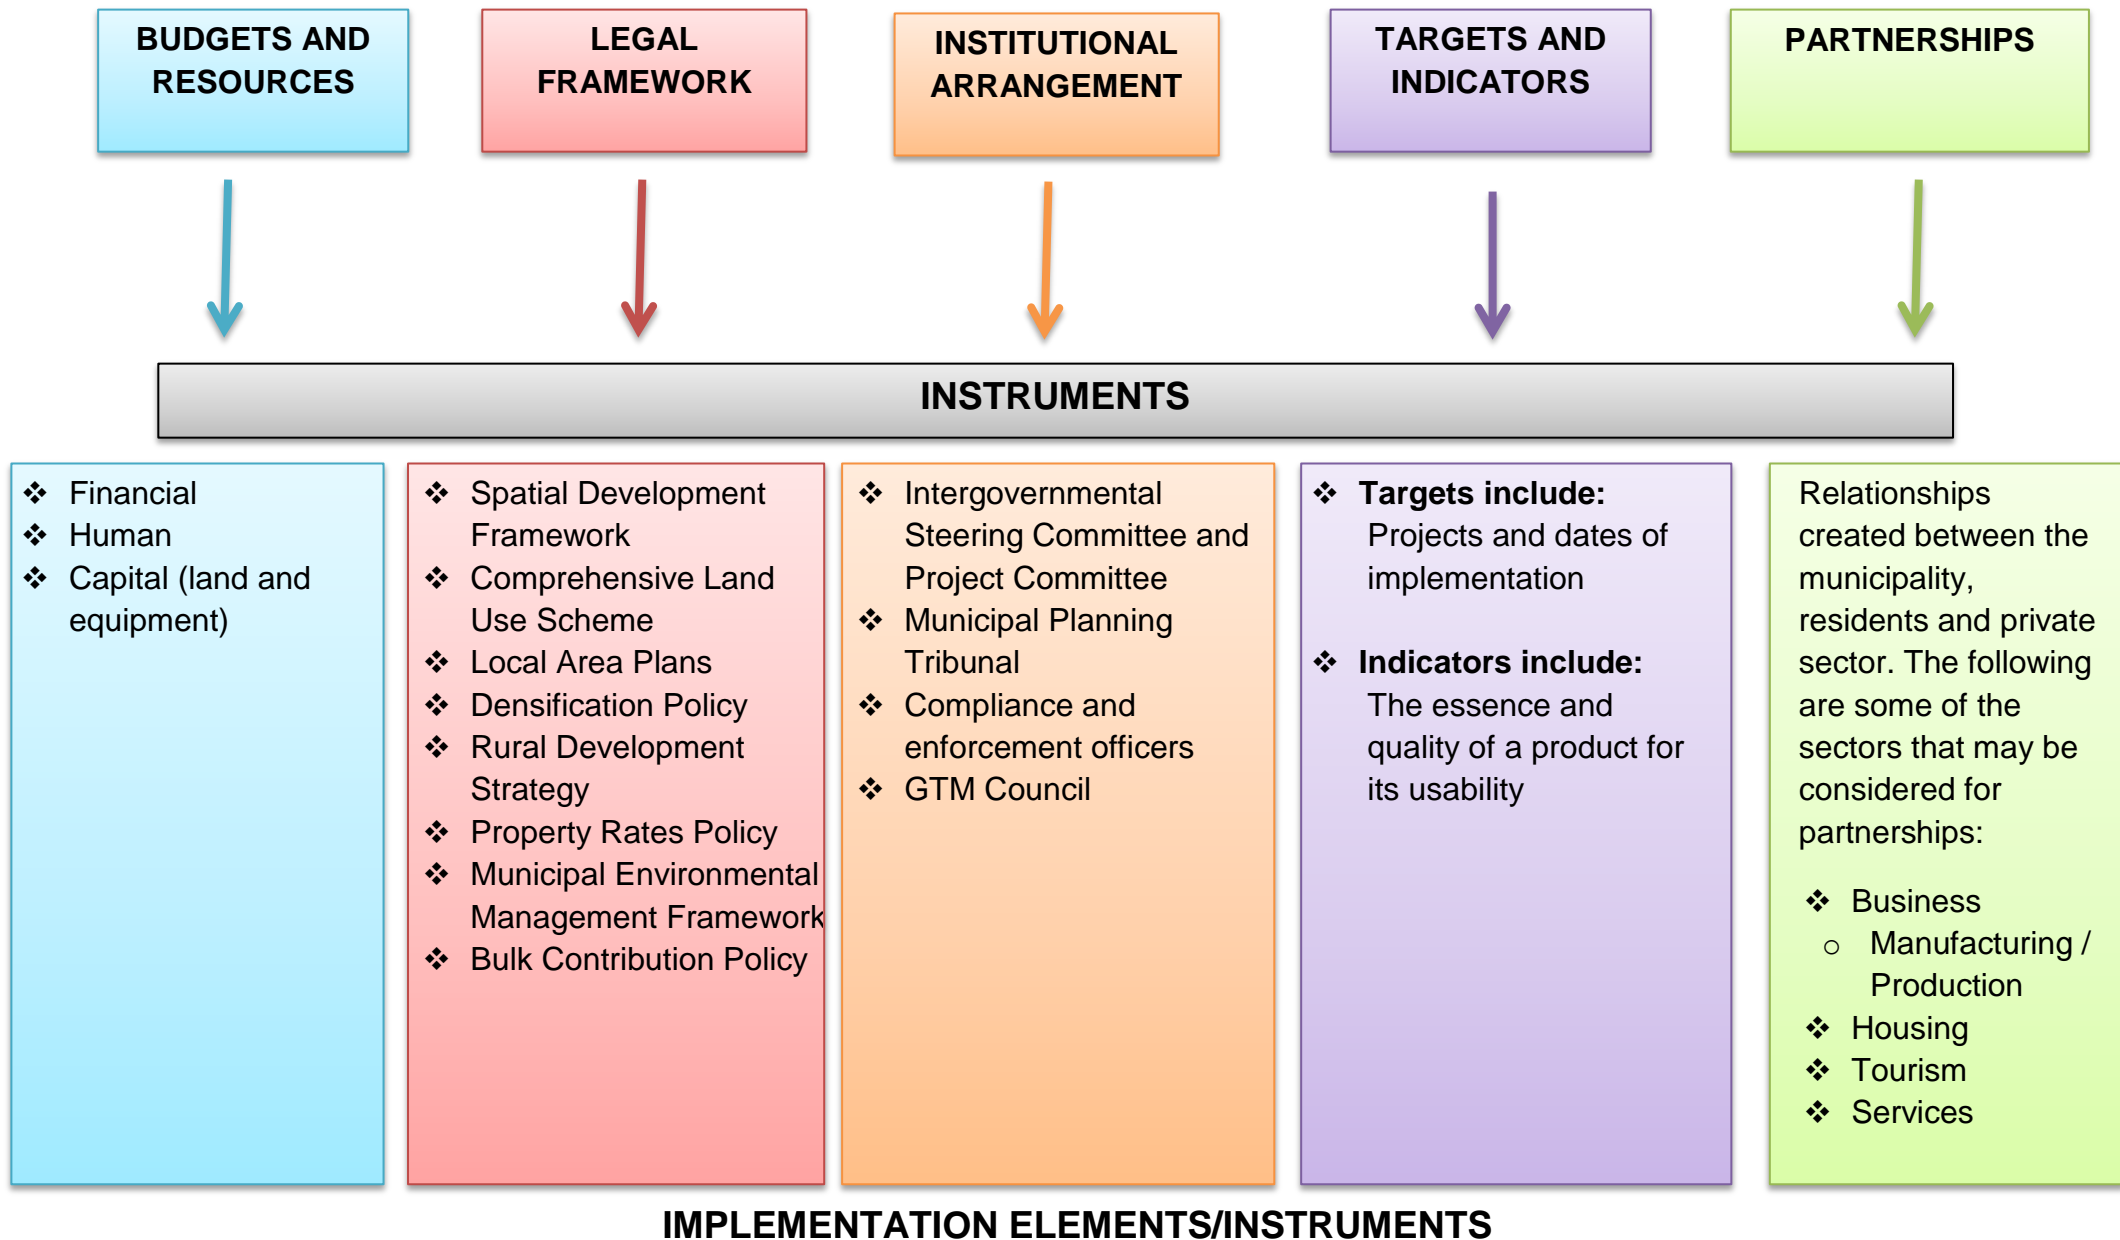 BUDGETS AND
RESOURCES
LEGAL
FRAMEWORK
INSTITUTIONAL
ARRANGEMENT
TARGETS AND
INDICATORS
PARTNERSHIPS
INSTRUMENTS
❖ Financial
❖ Human
❖ Capital (land and
equipment)
❖ Spatial Development
Framework
❖ Comprehensive Land
Use Scheme
❖ Local Area Plans
❖ Densification Policy
❖ Rural Development
Strategy
❖ Property Rates Policy
❖ Municipal Environmental
Management Framework
❖ Bulk Contribution Policy
❖ Intergovernmental
Steering Committee and
Project Committee
❖ Municipal Planning
Tribunal
❖ Compliance and
enforcement officers
❖ GTM Council
❖ Targets include:
Projects and dates of
implementation
❖ Indicators include:
The essence and
quality of a product for
its usability
Relationships
created between the
municipality,
residents and private
sector. The following
are some of the
sectors that may be
considered for
partnerships:
❖ Business
o Manufacturing /
Production
❖ Housing
❖ Tourism
❖ Services
IMPLEMENTATION ELEMENTS/INSTRUMENTS